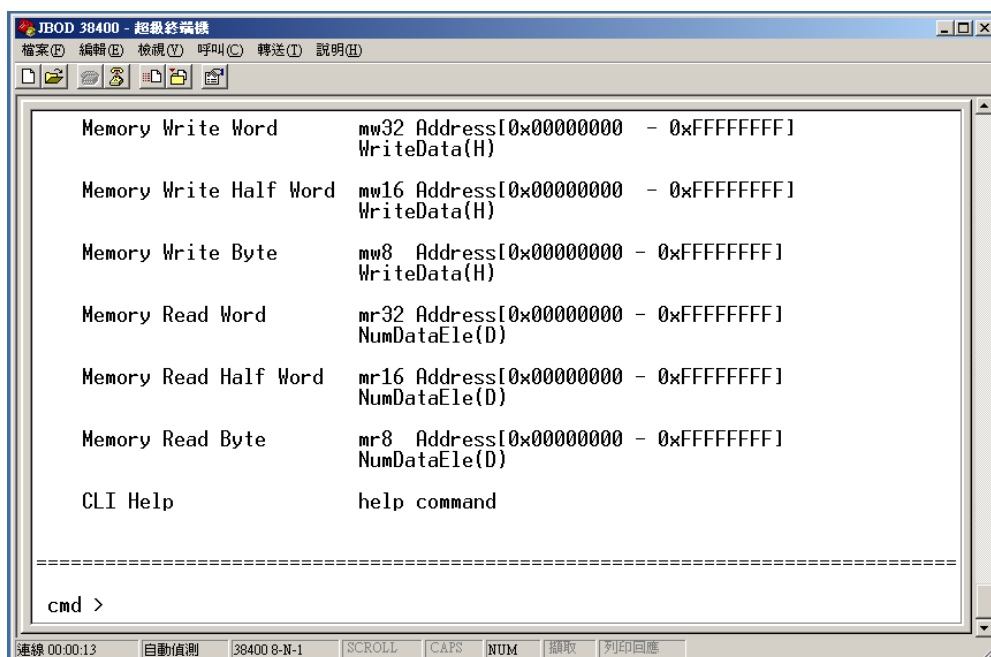 JBOD 38400 - 超級終端機
檔案(F) 編輯(E) 檢視(V) 呼叫(C) 轉送(T) 說明(H)
Memory Write Word mw32 Address[0x00000000 - 0xFFFFFFFF]
WriteData(H)
Memory Write Half Word mw16 Address[0x00000000 - 0xFFFFFFFF]
WriteData(H)
Memory Write Byte mw8 Address[0x00000000 - 0xFFFFFFFF]
WriteData(H)
Memory Read Word mr32 Address[0x00000000 - 0xFFFFFFFF]
NumDataEle(D)
Memory Read Half Word mr16 Address[0x00000000 - 0xFFFFFFFF]
NumDataEle(D)
Memory Read Byte mr8 Address[0x00000000 - 0xFFFFFFFF]
NumDataEle(D)
CLI Help help command
================================================================================
cmd >
連線 00:00:13 自動偵測 38400 8-N-1 SCROLL CAPS NUM 擷取 列印回應